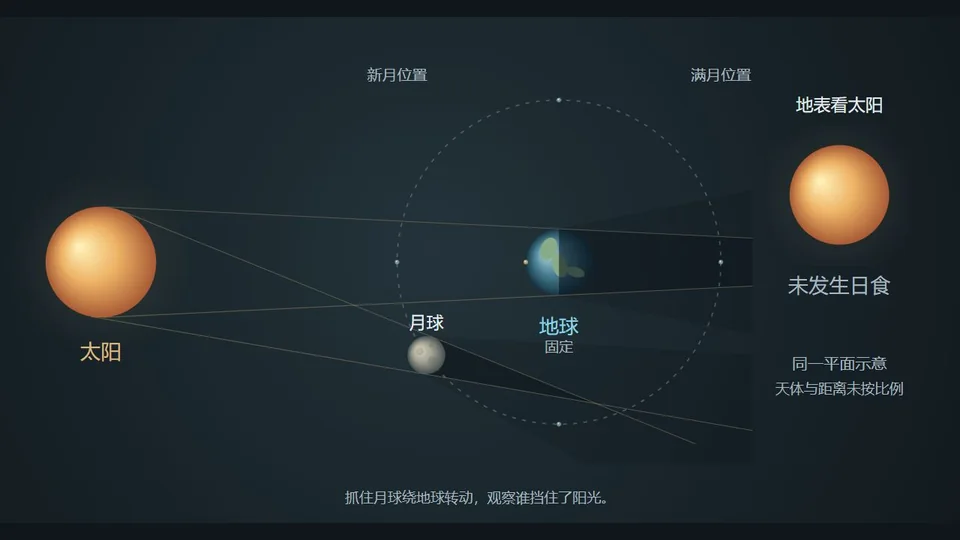 新月位置
满月位置
地表看太阳
未发生日食
月球
地球
固定
太阳
同一平面示意
天体与距离未按比例
抓住月球绕地球转动，观察谁挡住了阳光。